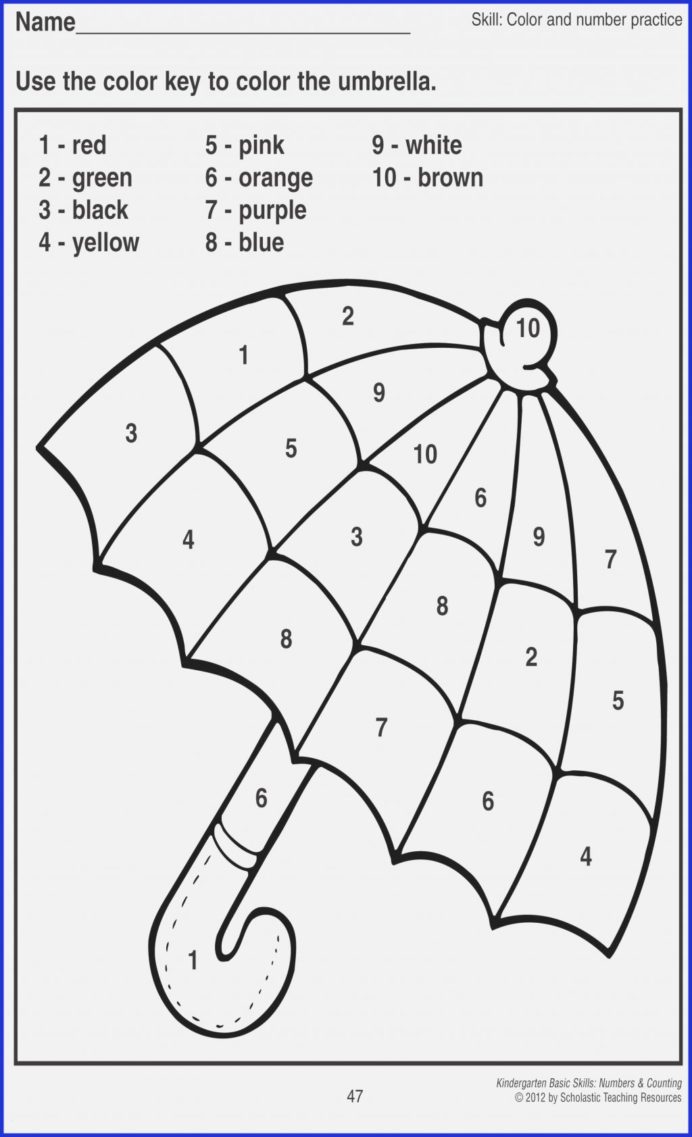 Name
Skill: Color and number practice
Use the color key to color the umbrella.
1 - red 5 - pink 9 - white
2 - green 6 - orange 10 - brown
3 - black 7 - purple
4 - yellow 8 - blue
2
10
1
9
3
5
10
6
4
3
9
7
8
8
2
5
7
6
6
4
1
Kindergarten Basic Skills: Numbers & Counting
47 © 2012 by Scholastic Teaching Resources